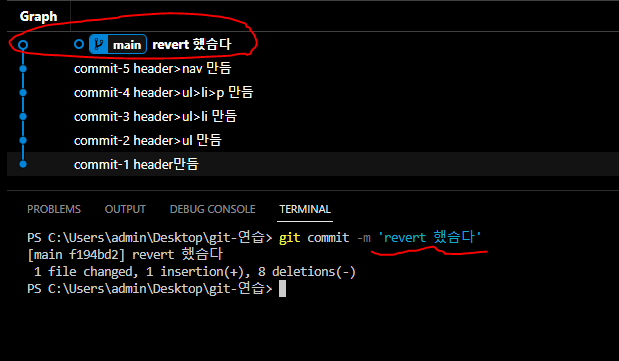 Graph
main revert 했슴다
commit-5 header>nav 만듬
commit-4 header>ul>li>p 만듬
commit-3 header>ul>li 만듬
commit-2 header>ul 만듬
commit-1 header만듬
PROBLEMS OUTPUT DEBUG CONSOLE TERMINAL
PS C:\Users\admin\Desktop\git-연습> git commit -m 'revert 했슴다'
[main f194bd2] revert 했슴다
1 file changed, 1 insertion(+), 8 deletions(-)
PS C:\Users\admin\Desktop\git-연습>